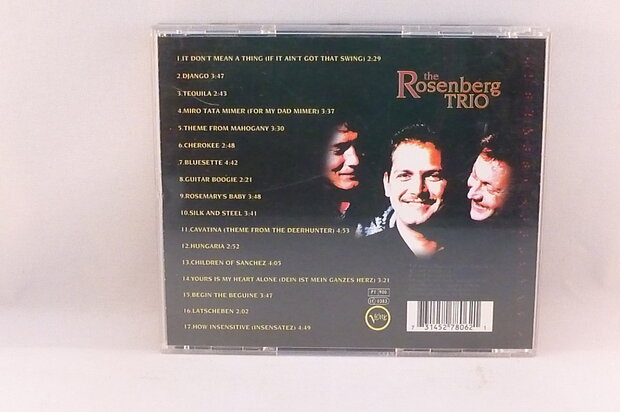 1.IT DON'T MEAN A THING (IF IT AIN'T GOT THAT SWING) 2:29
2.DJANGO 3:47
3.TEQUILA 2:43
4.MIRO TATA MIMER (FOR MY DAD MIMER) 3:37
5.THEME FROM MAHOGANY 3:30
6.CHEROKEE 2:48
7.BLUESETTE 4:42
8.GUITAR BOOGIE 2:21
9.ROSEMARY'S BABY 3:48
10.SILK AND STEEL 3:41
11.CAVATINA (THEME FROM THE DEERHUNTER) 4:53
12.HUNGARIA 2:52
13.CHILDREN OF SANCHEZ 4:05
14.YOURS IS MY HEART ALONE (DEIN IST MEIN GANZES HERZ) 3:21
15.BEGIN THE BEGUINE 3:47
16.LATSCHEBEN 2.02
17.HOW INSENSITIVE (INSENSATEZ) 4:49
the
Rosenberg
TRIO
PY 900
LC 0383
VERVE
7 31452 78062 1